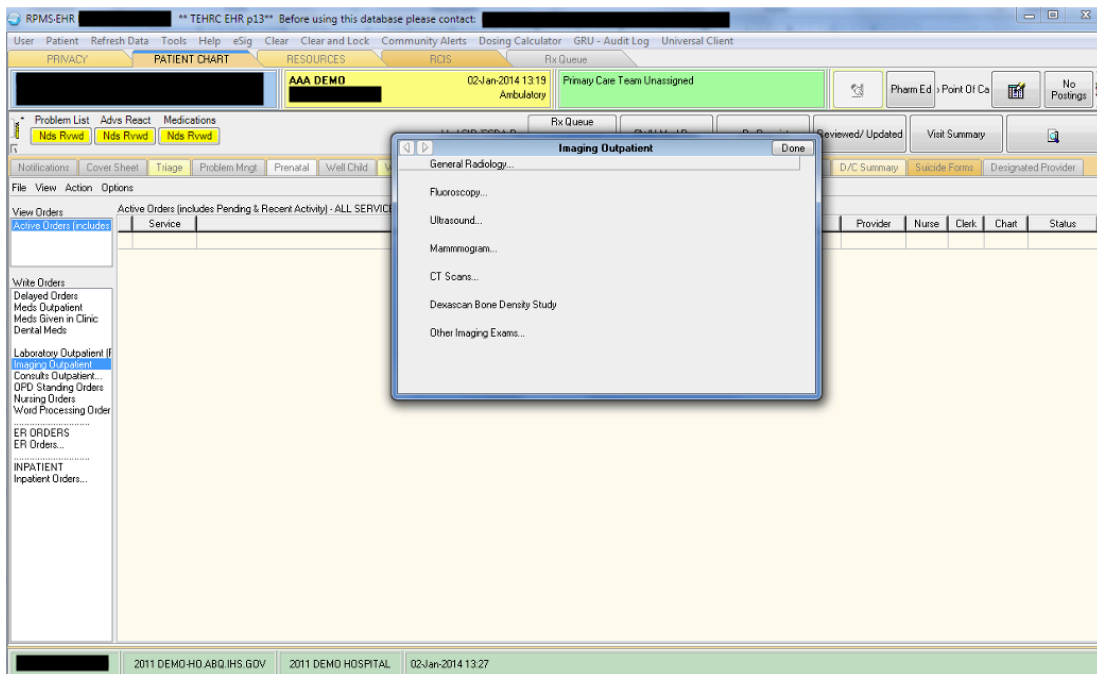 RPMS-EHR ** TEHRC EHR p13** Before using this database please contact:
User Patient Refresh Data Tools Help eSig Clear Clear and Lock Community Alerts Dosing Calculator GRU - Audit Log Universal Client
PRIVACY PATIENT CHART RESOURCES RCIS Rx Queue
AAA DEMO 02-Jan-2014 13:19 Primary Care Team Unassigned
Ambulatory
Pharm Ed Point Of Ca No Postings
Problem List Advs React Medications
Nds Rvwd Nds Rvwd Nds Rvwd
Rx Queue
Reviewed/ Updated Visit Summary
Imaging Outpatient Done
Notifications Cover Sheet Triage Problem Mngt Prenatal Well Child D/C Summary Suicide Forms Designated Provider
File View Action Options
View Orders
Active Orders (includes
Active Orders (includes Pending & Recent Activity) - ALL SERVICE
Service Provider Nurse Clerk Chart Status
General Radiology...
Fluoroscopy...
Ultrasound...
Mammmogram...
CT Scans...
Dexascan Bone Density Study
Other Imaging Exams...
Write Orders
Delayed Orders
Meds Outpatient
Meds Given in Clinic
Dental Meds
Laboratory Outpatient (F
Imaging Outpatient
Consults Outpatient...
OPD Standing Orders
Nursing Orders
Word Processing Order
..............................
ER ORDERS
ER Orders...
..............................
INPATIENT
Inpatient Orders...
2011 DEMO-HO.ABQ.IHS.GOV 2011 DEMO HOSPITAL 02-Jan-2014 13:27